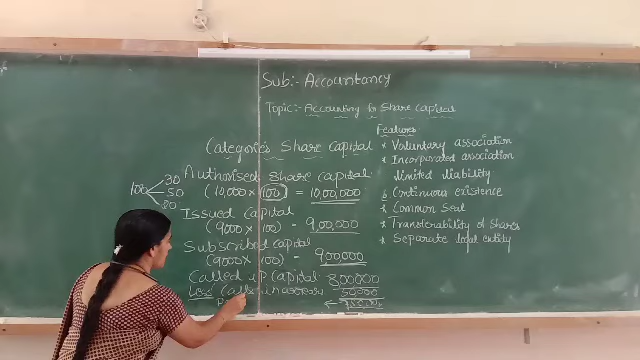 Sub:- Accountancy
Topic:- Accounting for Share Capital
Categories Share Capital
Authorised Share capital
100 30 50 80
(10,000 × 100) = 10,00,000
Issued Capital
(9000 × 100) = 9,00,000
Subscribed capital
(9000 × 100) = 900,000
Called up Capital 800000
Less (calls in arrears 50000
Features
* Voluntary association
* Incorporated association
limited liability
Continuous existence
* Common Seal
* Transferability of Shares
* Separate legal entity